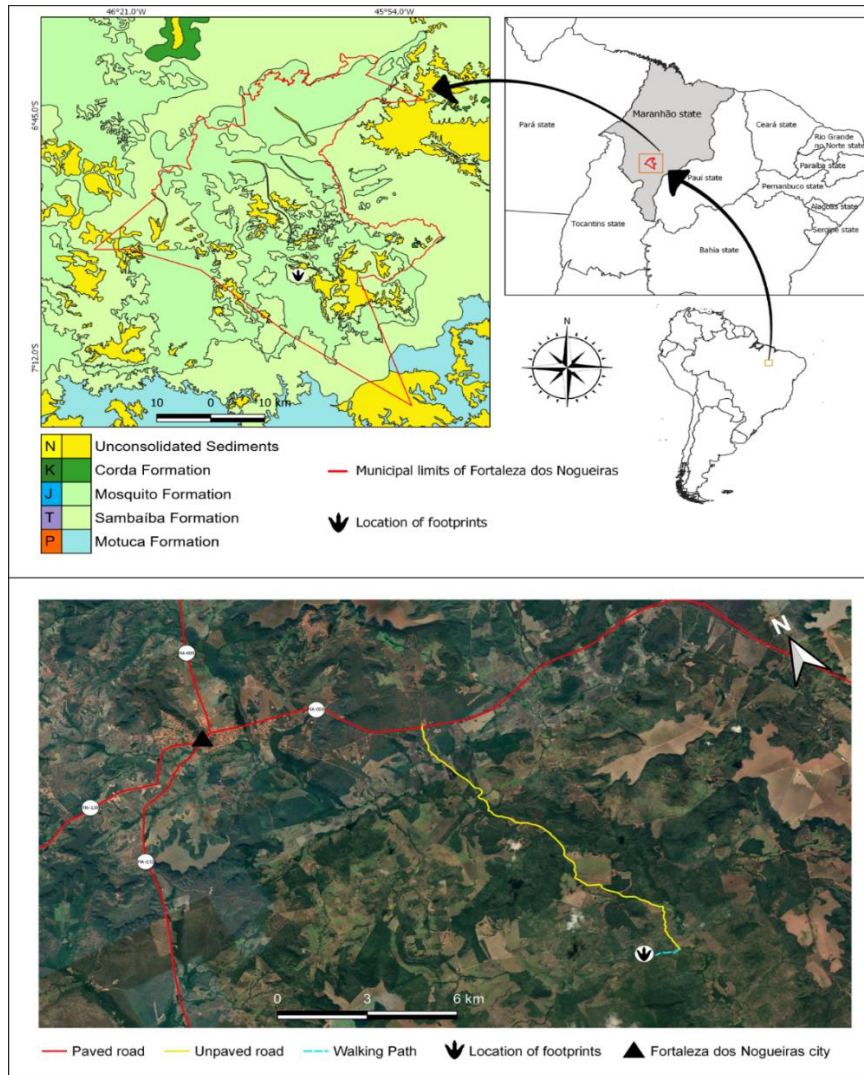 46°21.0'W
45°54.0'W
6°45.0'S
7°12.0'S
10
0
10 km
N
Unconsolidated Sediments
K
Corda Formation
J
Mosquito Formation
T
Sambaíba Formation
P
Motuca Formation
Municipal limits of Fortaleza dos Nogueiras
Location of footprints
Maranhão state
Pará state
Ceará state
Rio Grande
no Norte state
Paraíba state
Pauí state
Pernanbuco state
Alagoas state
Sergipe state
Tocantins state
Bahia state
N
N
0
3
6 km
Paved road
Unpaved road
Walking Path
Location of footprints
Fortaleza dos Nogueiras city